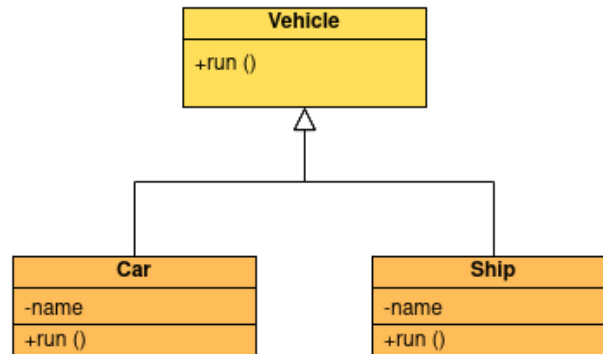 Vehicle
+run ()
Car
-name
+run ()
Ship
-name
+run ()